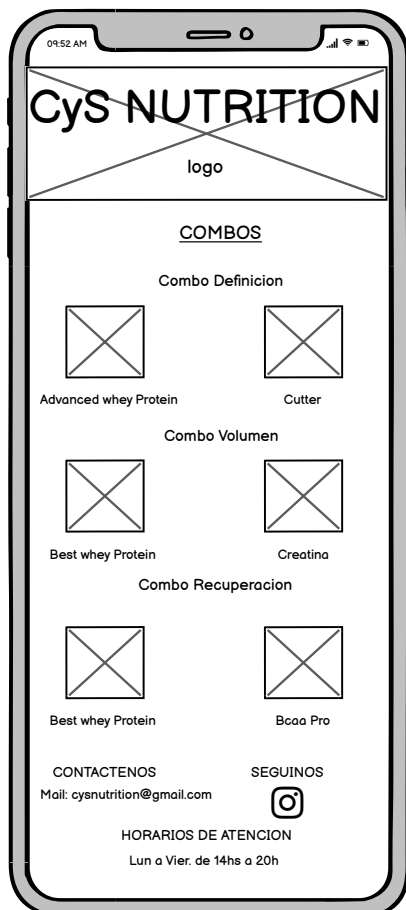 09:52 AM
CyS NUTRITION
logo
COMBOS
Combo Definicion
Advanced whey Protein
Cutter
Combo Volumen
Best whey Protein
Creatina
Combo Recuperacion
Best whey Protein
Bcaa Pro
CONTACTENOS
SEGUINOS
Mail: cysnutrition@gmail.com
HORARIOS DE ATENCION
Lun a Vier. de 14hs a 20h